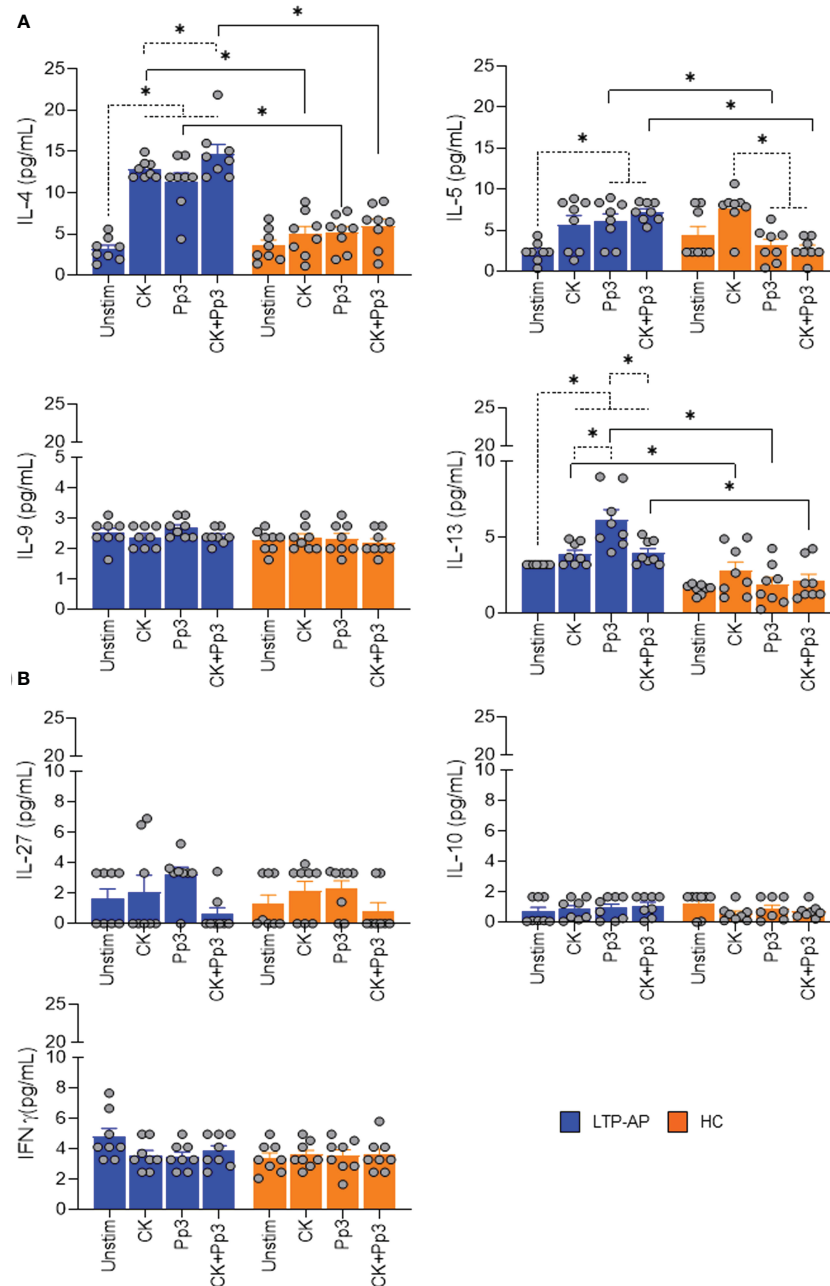 A
IL-4 (pg/mL)
25
20
15
10
5
0
* * * * *
Unstim CK Pp3 CK+Pp3 Unstim CK Pp3 CK+Pp3
IL-5 (pg/mL)
25
20
15
10
5
0
* * * *
Unstim CK Pp3 CK+Pp3 Unstim CK Pp3 CK+Pp3
IL-9 (pg/mL)
25
20
5
4
3
2
1
0
Unstim CK Pp3 CK+Pp3 Unstim CK Pp3 CK+Pp3
IL-13 (pg/mL)
25
20
10
5
0
* * * * * *
Unstim CK Pp3 CK+Pp3 Unstim CK Pp3 CK+Pp3
B
IL-27 (pg/mL)
25
20
10
8
6
4
2
0
Unstim CK Pp3 CK+Pp3 Unstim CK Pp3 CK+Pp3
IL-10 (pg/mL)
25
20
10
8
6
4
2
0
Unstim CK Pp3 CK+Pp3 Unstim CK Pp3 CK+Pp3
IFN γ(pg/mL)
25
20
10
8
6
4
2
0
Unstim CK Pp3 CK+Pp3 Unstim CK Pp3 CK+Pp3
LTP-AP HC